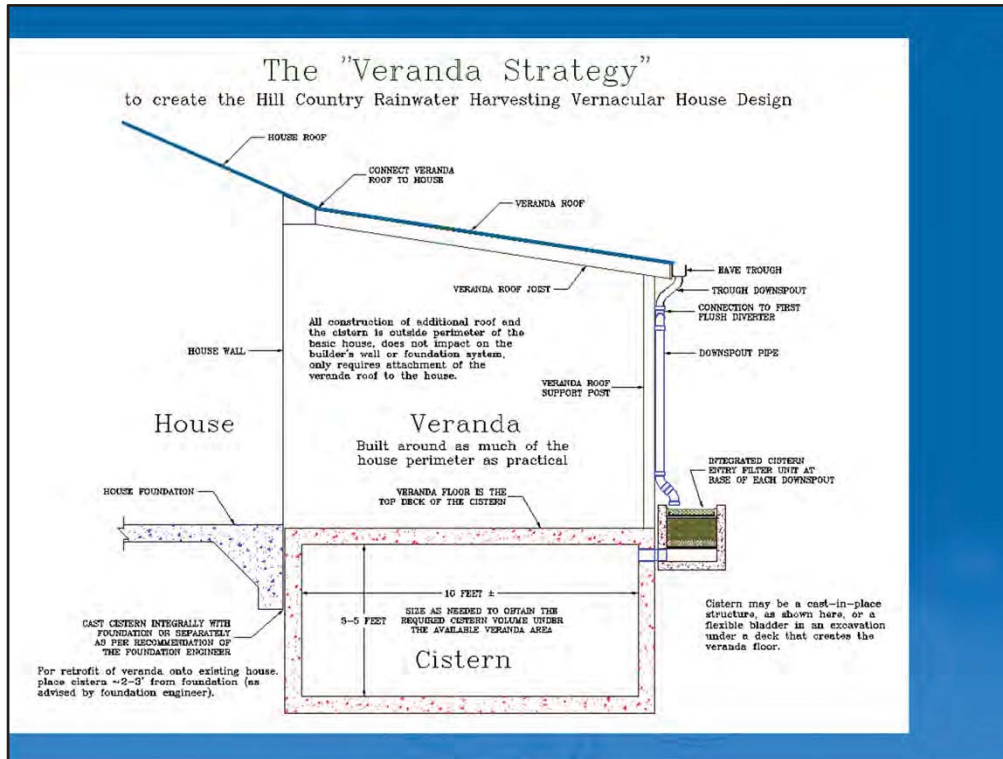 The "Veranda Strategy"
to create the Hill Country Rainwater Harvesting Vernacular House Design
HOUSE ROOF
CONNECT VERANDA
ROOF TO HOUSE
VERANDA ROOF
EAVE TROUGH
TROUGH DOWNSPOUT
VERANDA ROOF JOIST
CONNECTION TO FIRST
FLUSH DIVERTER
All construction of additional roof and
the cistern is outside perimeter of the
basic house, does not impact on the
builder's wall or foundation system,
only requires attachment of the
veranda roof to the house.
HOUSE WALL
DOWNSPOUT PIPE
VERANDA ROOF
SUPPORT POST
House
Veranda
Built around as much of the
house perimeter as practical
INTEGRATED CISTERN
ENTRY FILTER UNIT AT
BASE OF EACH DOWNSPOUT
HOUSE FOUNDATION
VERANDA FLOOR IS THE
TOP DECK OF THE CISTERN
10 FEET ±
3-5 FEET
SIZE AS NEEDED TO OBTAIN THE
REQUIRED CISTERN VOLUME UNDER
THE AVAILABLE VERANDA AREA
Cistern
CAST CISTERN INTEGRALLY WITH
FOUNDATION OR SEPARATELY
AS PER RECOMMENDATION OF
THE FOUNDATION ENGINEER
For retrofit of veranda onto existing house,
place cistern ~2-3' from foundation (as
advised by foundation engineer).
Cistern may be a cast-in-place
structure, as shown here, or a
flexible bladder in an excavation
under a deck that creates the
veranda floor.